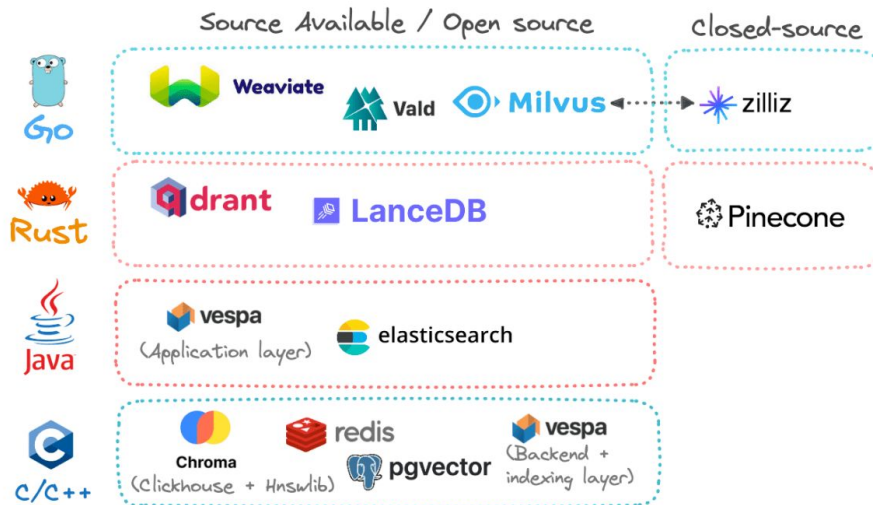 Source Available / Open source
Closed-source
Go
Weaviate
Vald
Milvus
zilliz
Rust
qdrant
LanceDB
Pinecone
Java
vespa
(Application layer)
elasticsearch
C
C/C++
Chroma
(Clickhouse + Hnswlib)
redis
pgvector
vespa
(Backend +
indexing layer)